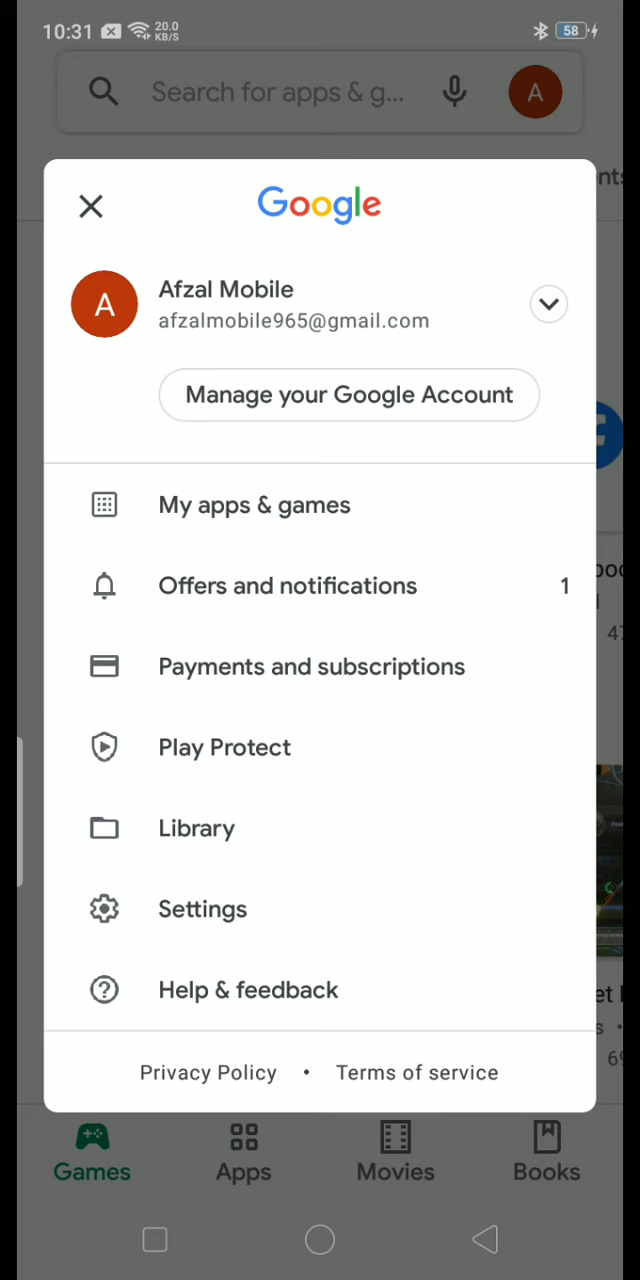 10:31 20.0 KB/S 58
Search for apps & g... A
nts
Google
A Afzal Mobile
afzalmobile965@gmail.com
Manage your Google Account
My apps & games
Offers and notifications 1
Payments and subscriptions
Play Protect
Library
Settings
Help & feedback
Privacy Policy • Terms of service
Games Apps Movies Books